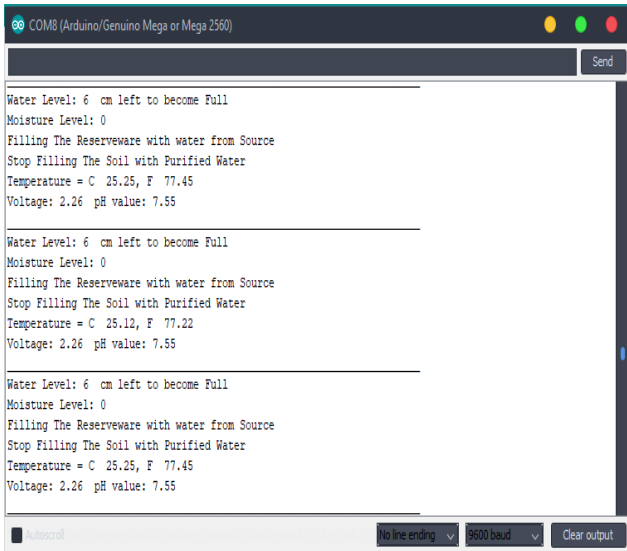 COM8 (Arduino/Genuino Mega or Mega 2560)
Send
Water Level: 6 cm left to become Full
Moisture Level: 0
Filling The Reserveware with water from Source
Stop Filling The Soil with Purified Water
Temperature = C 25.25, F 77.45
Voltage: 2.26 pH value: 7.55
Water Level: 6 cm left to become Full
Moisture Level: 0
Filling The Reserveware with water from Source
Stop Filling The Soil with Purified Water
Temperature = C 25.12, F 77.22
Voltage: 2.26 pH value: 7.55
Water Level: 6 cm left to become Full
Moisture Level: 0
Filling The Reserveware with water from Source
Stop Filling The Soil with Purified Water
Temperature = C 25.25, F 77.45
Voltage: 2.26 pH value: 7.55
Autoscroll No line ending 9600 baud Clear output